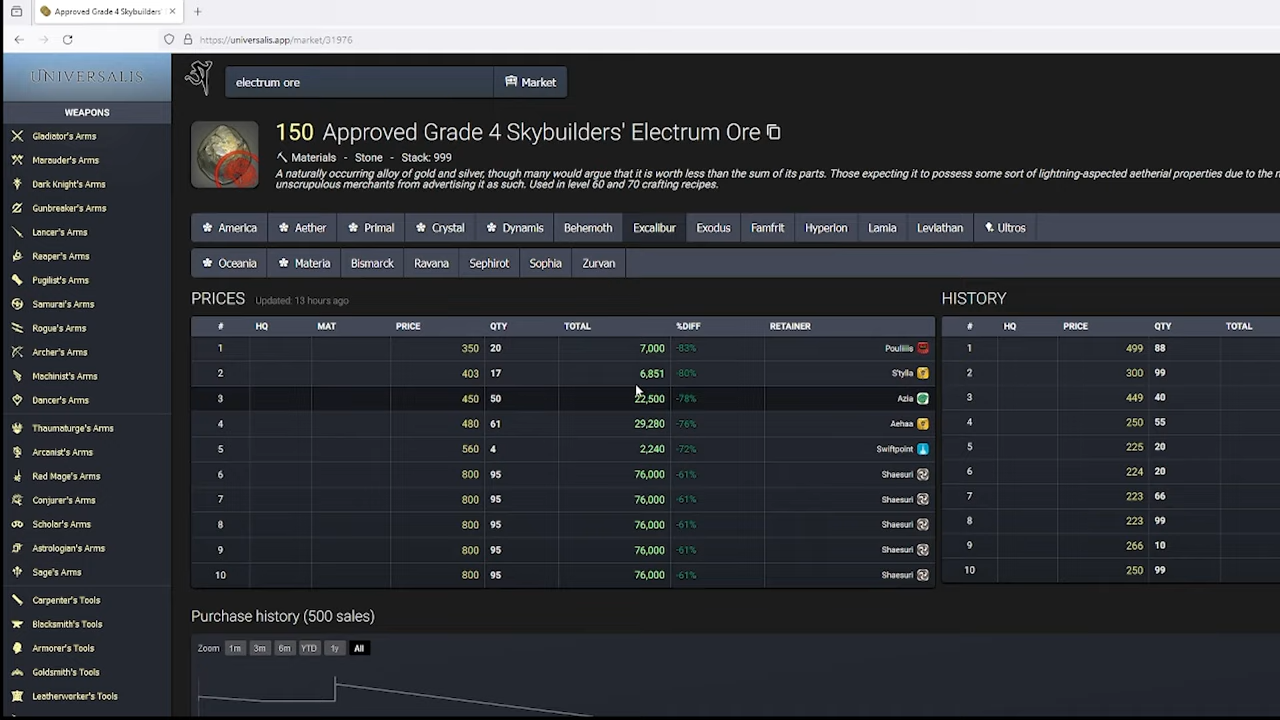 Approved Grade 4 Skybuilders'
https://universalis.app/market/31976
UNIVERSALIS
electrum ore
Market
WEAPONS
Gladiator's Arms
Marauder's Arms
Dark Knight's Arms
Gunbreaker's Arms
Lancer's Arms
Reaper's Arms
Pugilist's Arms
Samurai's Arms
Rogue's Arms
Archer's Arms
Machinist's Arms
Dancer's Arms
Thaumaturge's Arms
Arcanist's Arms
Red Mage's Arms
Conjurer's Arms
Scholar's Arms
Astrologian's Arms
Sage's Arms
Carpenter's Tools
Blacksmith's Tools
Armorer's Tools
Goldsmith's Tools
Leatherworker's Tools
150 Approved Grade 4 Skybuilders' Electrum Ore
Materials - Stone - Stack: 999
A naturally occurring alloy of gold and silver, though many would argue that it is worth less than the sum of its parts. Those expecting it to possess some sort of lightning-aspected aetherial properties due to the
unscrupulous merchants from advertising it as such. Used in level 60 and 70 crafting recipes.
America Aether Primal Crystal Dynamis Behemoth Excalibur Exodus Famfrit Hyperion Lamia Leviathan Ultros
Oceania Materia Bismarck Ravana Sephirot Sophia Zurvan
PRICES Updated: 13 hours ago
# HQ MAT PRICE QTY TOTAL %DIFF RETAINER
1 350 20 7,000 -83%
2 403 17 6,851 -80% S'tylla
3 450 50 22,500 -78% Azia
4 480 61 29,280 -76% Aehaa
5 560 4 2,240 -72% Swiftpoint
6 800 95 76,000 -61% Shaesuri
7 800 95 76,000 -61% Shaesuri
8 800 95 76,000 -61% Shaesuri
9 800 95 76,000 -61% Shaesuri
10 800 95 76,000 -61% Shaesuri
HISTORY
# HQ PRICE QTY TOTAL
1 499 88
2 300 99
3 449 40
4 250 55
5 225 20
6 224 20
7 223 66
8 223 99
9 266 10
10 250 99
Purchase history (500 sales)
Zoom 1m 3m 6m YTD 1y All